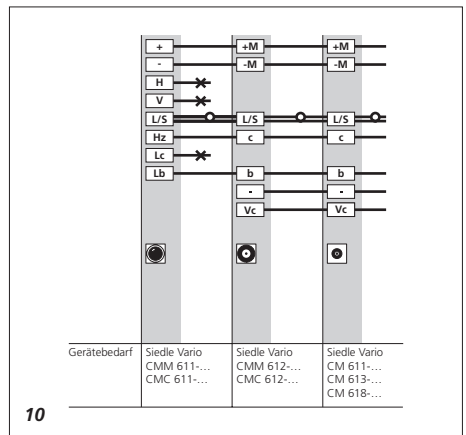 + +M +M
- -M -M
H
V
L/S L/S L/S
Hz c c
Lc
Lb b b
- -
Vc Vc
Gerätebedarf Siedle Vario Siedle Vario Siedle Vario
CMM 611-… CMM 612-… CM 611-…
CMC 611-… CMC 612-… CM 613-…
CM 618-…
10